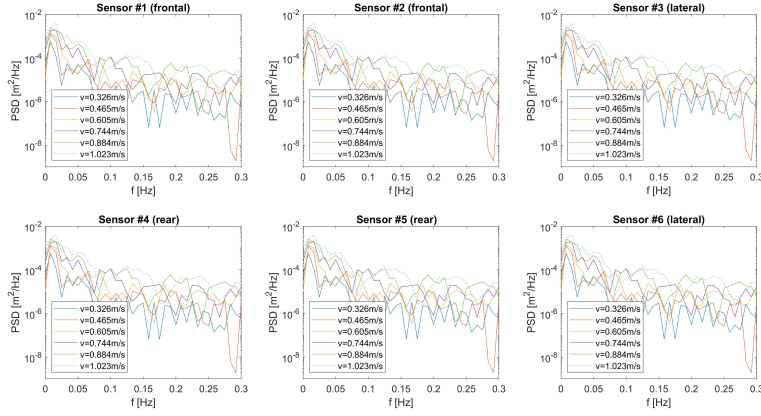 Sensor #1 (frontal)
10^-2
10^-4
10^-6
10^-8
PSD [m^2/Hz]
v=0.326m/s
v=0.465m/s
v=0.605m/s
v=0.744m/s
v=0.884m/s
v=1.023m/s
0 0.05 0.1 0.15 0.2 0.25 0.3
f [Hz]
Sensor #2 (frontal)
10^-2
10^-4
10^-6
10^-8
PSD [m^2/Hz]
v=0.326m/s
v=0.465m/s
v=0.605m/s
v=0.744m/s
v=0.884m/s
v=1.023m/s
0 0.05 0.1 0.15 0.2 0.25 0.3
f [Hz]
Sensor #3 (lateral)
10^-2
10^-4
10^-6
10^-8
PSD [m^2/Hz]
v=0.326m/s
v=0.465m/s
v=0.605m/s
v=0.744m/s
v=0.884m/s
v=1.023m/s
0 0.05 0.1 0.15 0.2 0.25 0.3
f [Hz]
Sensor #4 (rear)
10^-2
10^-4
10^-6
10^-8
PSD [m^2/Hz]
v=0.326m/s
v=0.465m/s
v=0.605m/s
v=0.744m/s
v=0.884m/s
v=1.023m/s
0 0.05 0.1 0.15 0.2 0.25 0.3
f [Hz]
Sensor #5 (rear)
10^-2
10^-4
10^-6
10^-8
PSD [m^2/Hz]
v=0.326m/s
v=0.465m/s
v=0.605m/s
v=0.744m/s
v=0.884m/s
v=1.023m/s
0 0.05 0.1 0.15 0.2 0.25 0.3
f [Hz]
Sensor #6 (lateral)
10^-2
10^-4
10^-6
10^-8
PSD [m^2/Hz]
v=0.326m/s
v=0.465m/s
v=0.605m/s
v=0.744m/s
v=0.884m/s
v=1.023m/s
0 0.05 0.1 0.15 0.2 0.25 0.3
f [Hz]